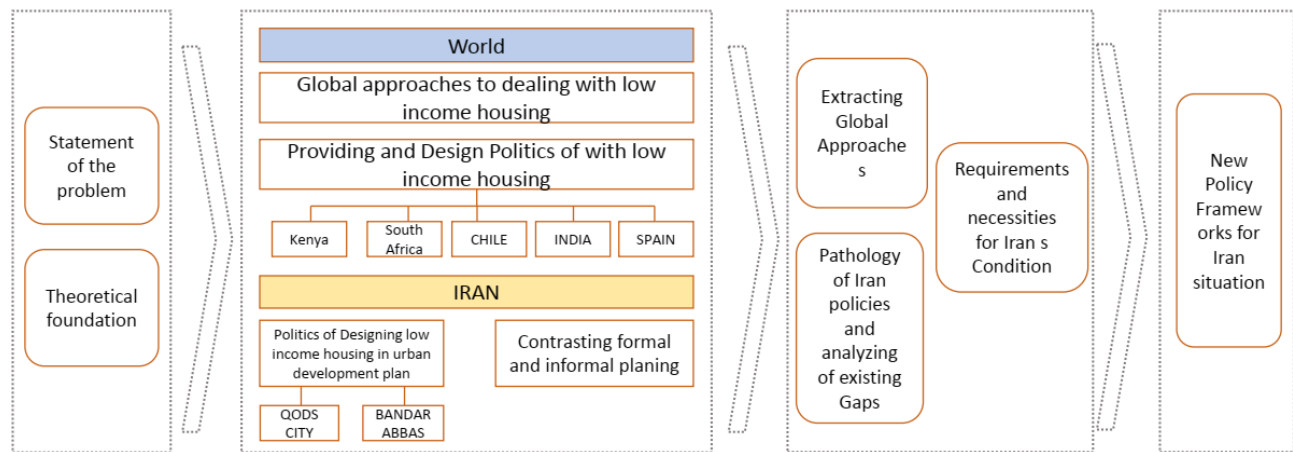 Statement
of the
problem
Theoretical
foundation
World
Global approaches to dealing with low
income housing
Providing and Design Politics of with low
income housing
Kenya
South
Africa
CHILE
INDIA
SPAIN
IRAN
Politics of Designing low
income housing in urban
development plan
Contrasting formal
and informal planing
QODS
CITY
BANDAR
ABBAS
Extracting
Global
Approache
s
Pathology
of Iran
policies
and
analyzing
of existing
Gaps
Requirements
and
necessities
for Iran s
Condition
New
Policy
Framew
orks for
Iran
situation